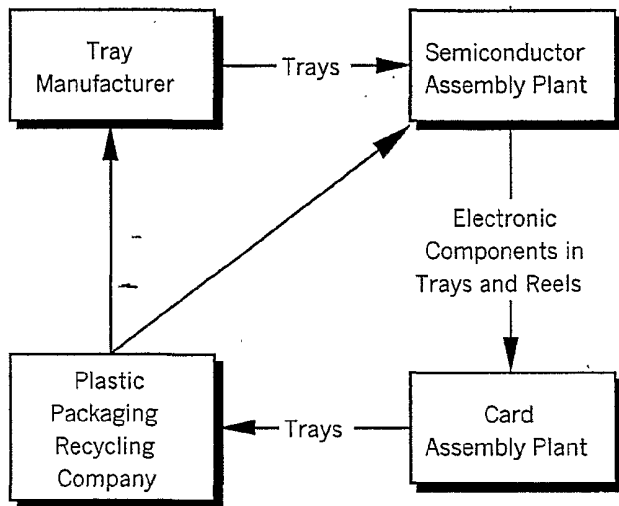 Tray
Manufacturer
Trays
Semiconductor
Assembly Plant
Electronic
Components in
Trays and Reels
Card
Assembly Plant
Trays
Plastic
Packaging
Recycling
Company